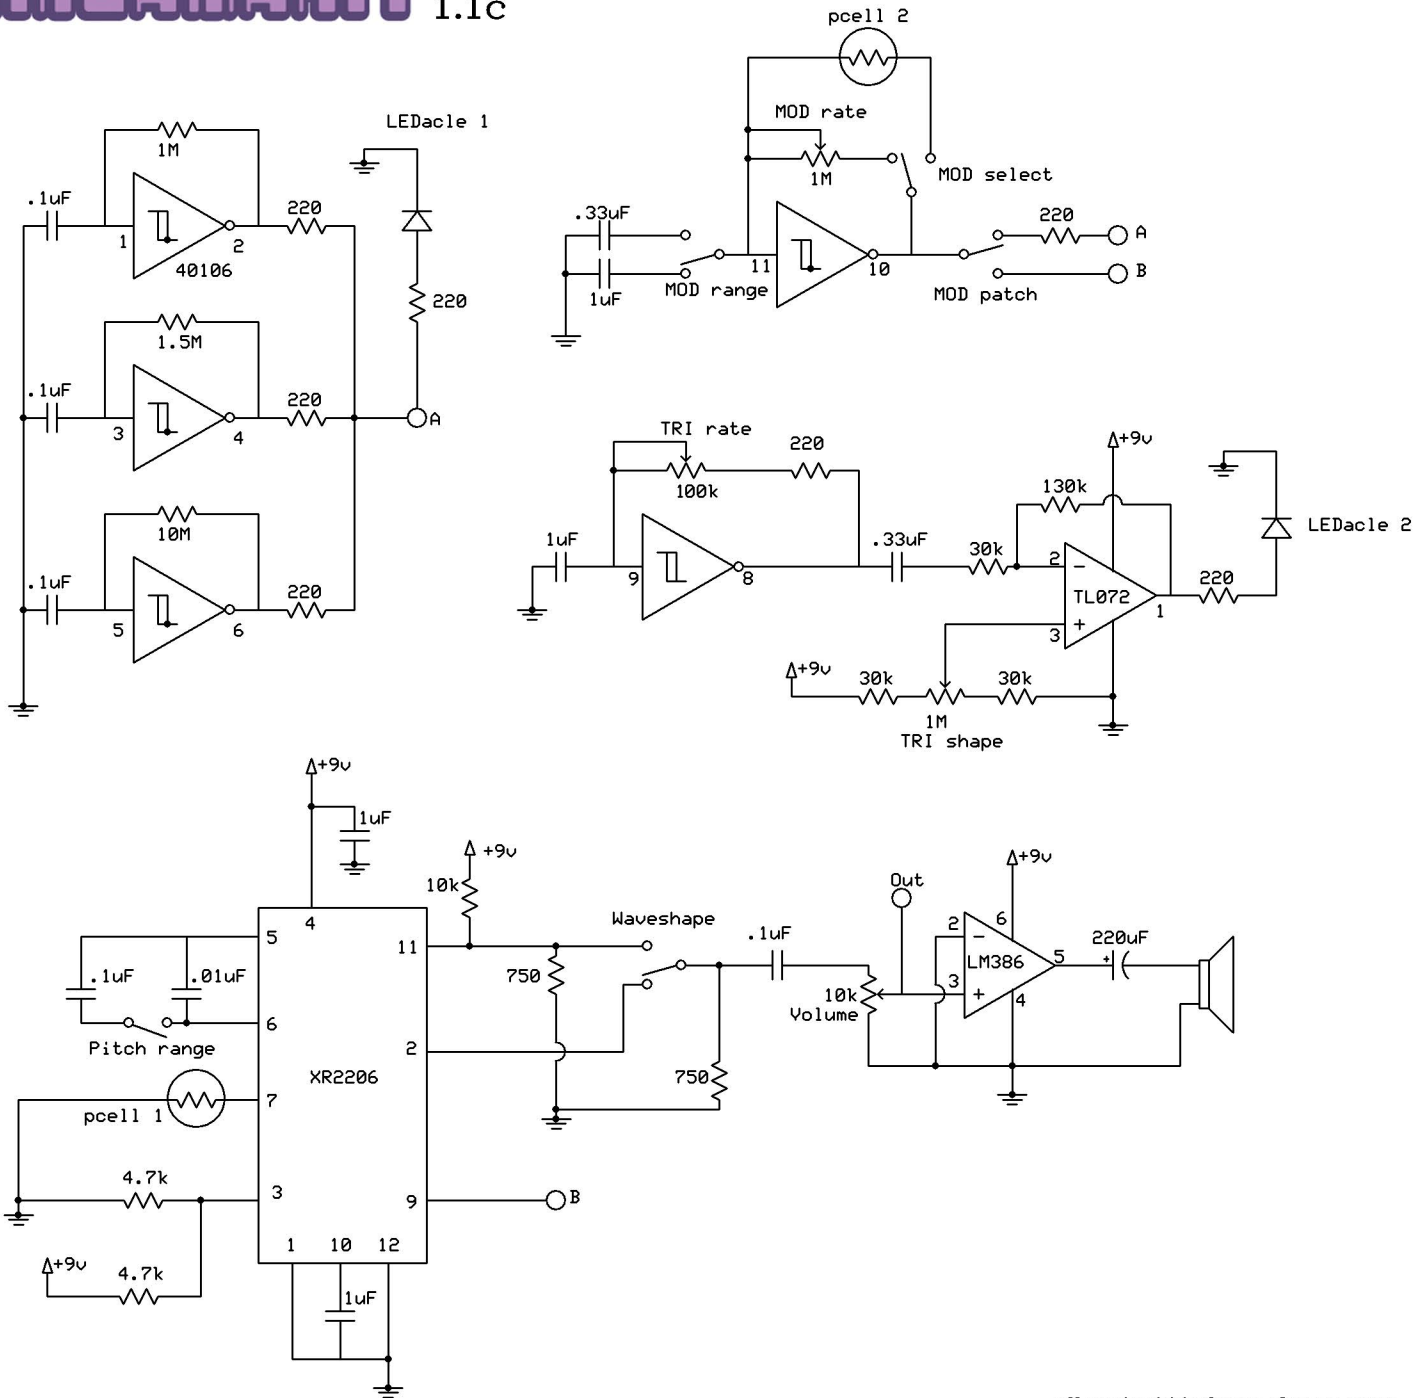 1.1c
pcell 2
MOD rate
1M
MOD select
.33uF
1uF
MOD range
11
10
220
A
B
MOD patch
LEDacle 1
1M
.1uF
1
2
40106
220
220
1.5M
.1uF
3
4
220
A
10M
.1uF
5
6
220
TRI rate
100k
220
1uF
9
8
.33uF
30k
130k
+9v
2
-
TL072
+
3
1
220
LEDacle 2
+9v
30k
1M
30k
TRI shape
+9v
1uF
+9v
10k
4
5
11
.1uF
.01uF
6
Pitch range
2
XR2206
pcell 1
7
4.7k
3
9
B
+9v
4.7k
1
10
12
1uF
750
Waveshape
750
.1uF
Out
10k
Volume
+9v
2
-
6
LM386
3
+
4
5
220uF
+